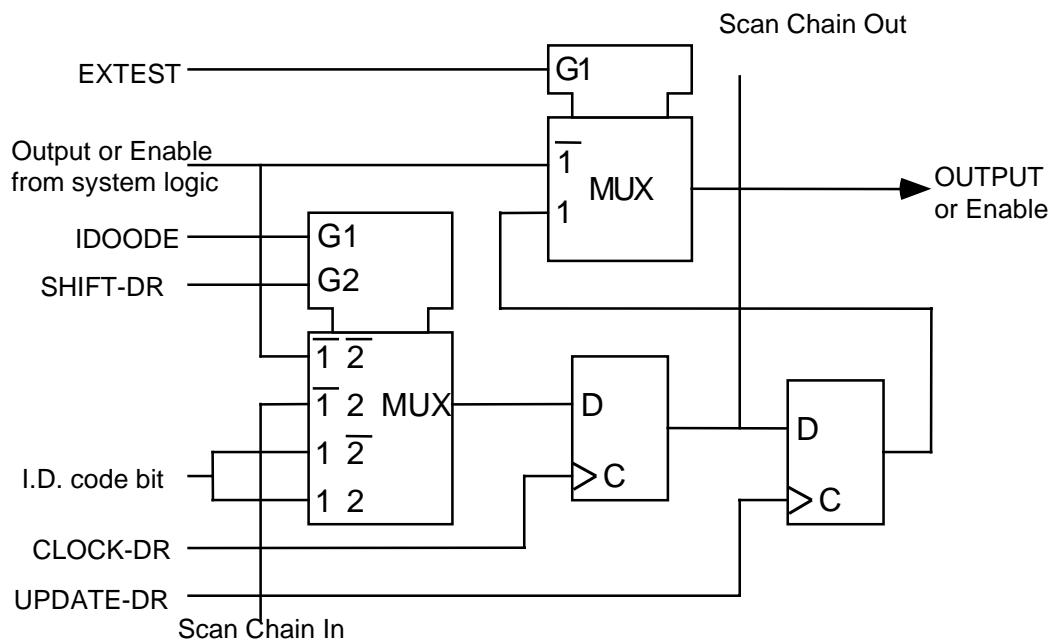 Scan Chain Out
EXTEST
G1
Output or Enable
from system logic
1
MUX
1
OUTPUT
or Enable
IDOODE
G1
SHIFT-DR
G2
1 2
1 2 MUX
1 2
1 2
D
C
D
C
I.D. code bit
CLOCK-DR
UPDATE-DR
Scan Chain In